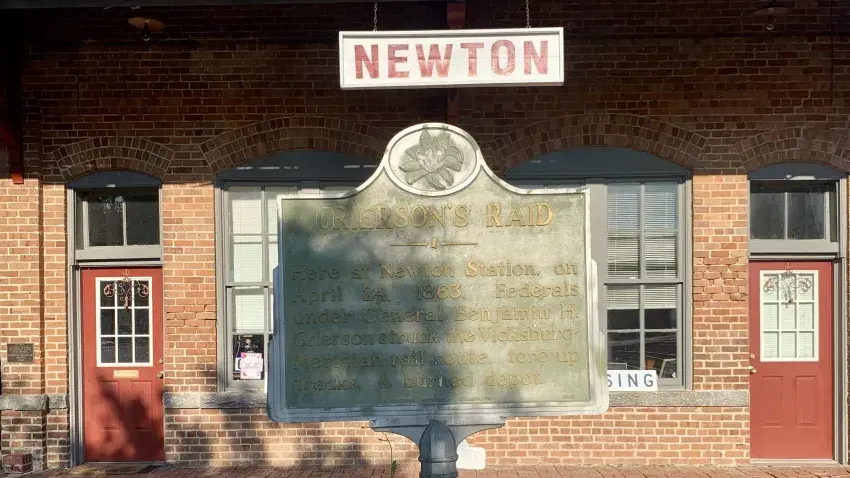 NEWTON
GRIERSON'S RAID
Here at Newton Station, on
April 24, 1863, Federals
under General Benjamin H.
Grierson struck the Vicksburg-
Meridian rail route, tore up
tracks, & burned depot.
SING